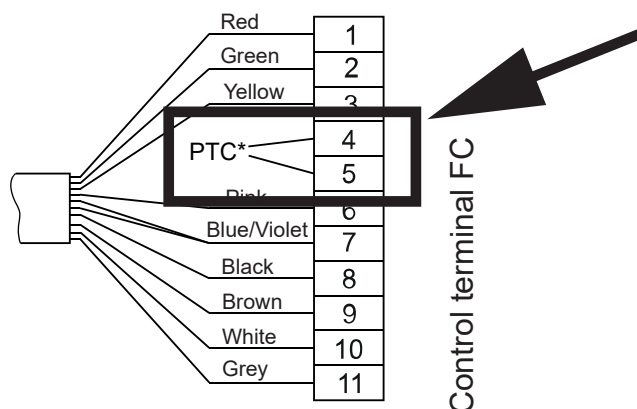 Red 1
Green 2
Yellow 3
PTC* 4
5
Pink 6
Blue/Violet 7
Black 8
Brown 9
White 10
Grey 11
Control terminal FC